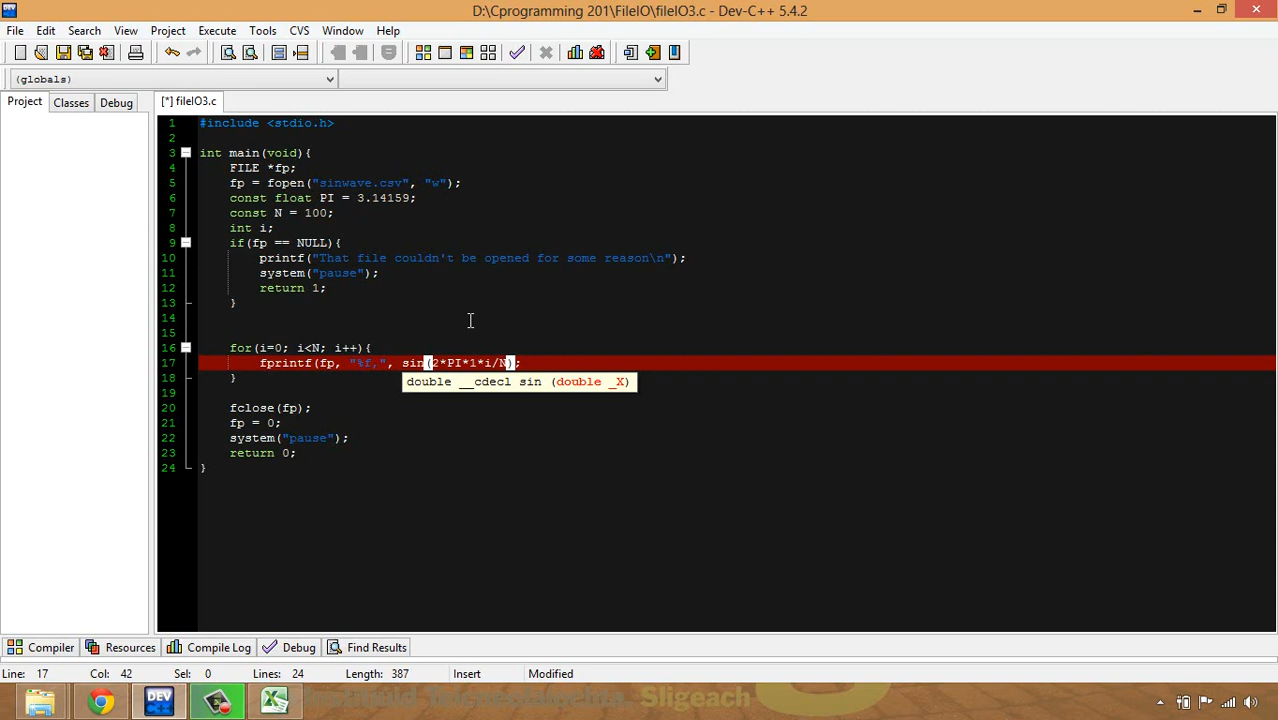 D:\Cprogramming 201\FileIO\fileIO3.c - Dev-C++ 5.4.2
File Edit Search View Project Execute Tools CVS Window Help
(globals)
Project Classes Debug
[*] fileIO3.c
1 #include <stdio.h>
2
3 int main(void){
4 FILE *fp;
5 fp = fopen("sinwave.csv", "w");
6 const float PI = 3.14159;
7 const N = 100;
8 int i;
9 if(fp == NULL){
10 printf("That file couldn't be opened for some reason\n");
11 system("pause");
12 return 1;
13 }
14
15
16 for(i=0; i<N; i++){
17 fprintf(fp, "%f,", sin(2*PI*1*i/N);
double __cdecl sin (double _X)
18 }
19
20 fclose(fp);
21 fp = 0;
22 system("pause");
23 return 0;
24 }
Compiler Resources Compile Log Debug Find Results
Line: 17 Col: 42 Sel: 0 Lines: 24 Length: 387 Insert Modified
DEV Sligeach